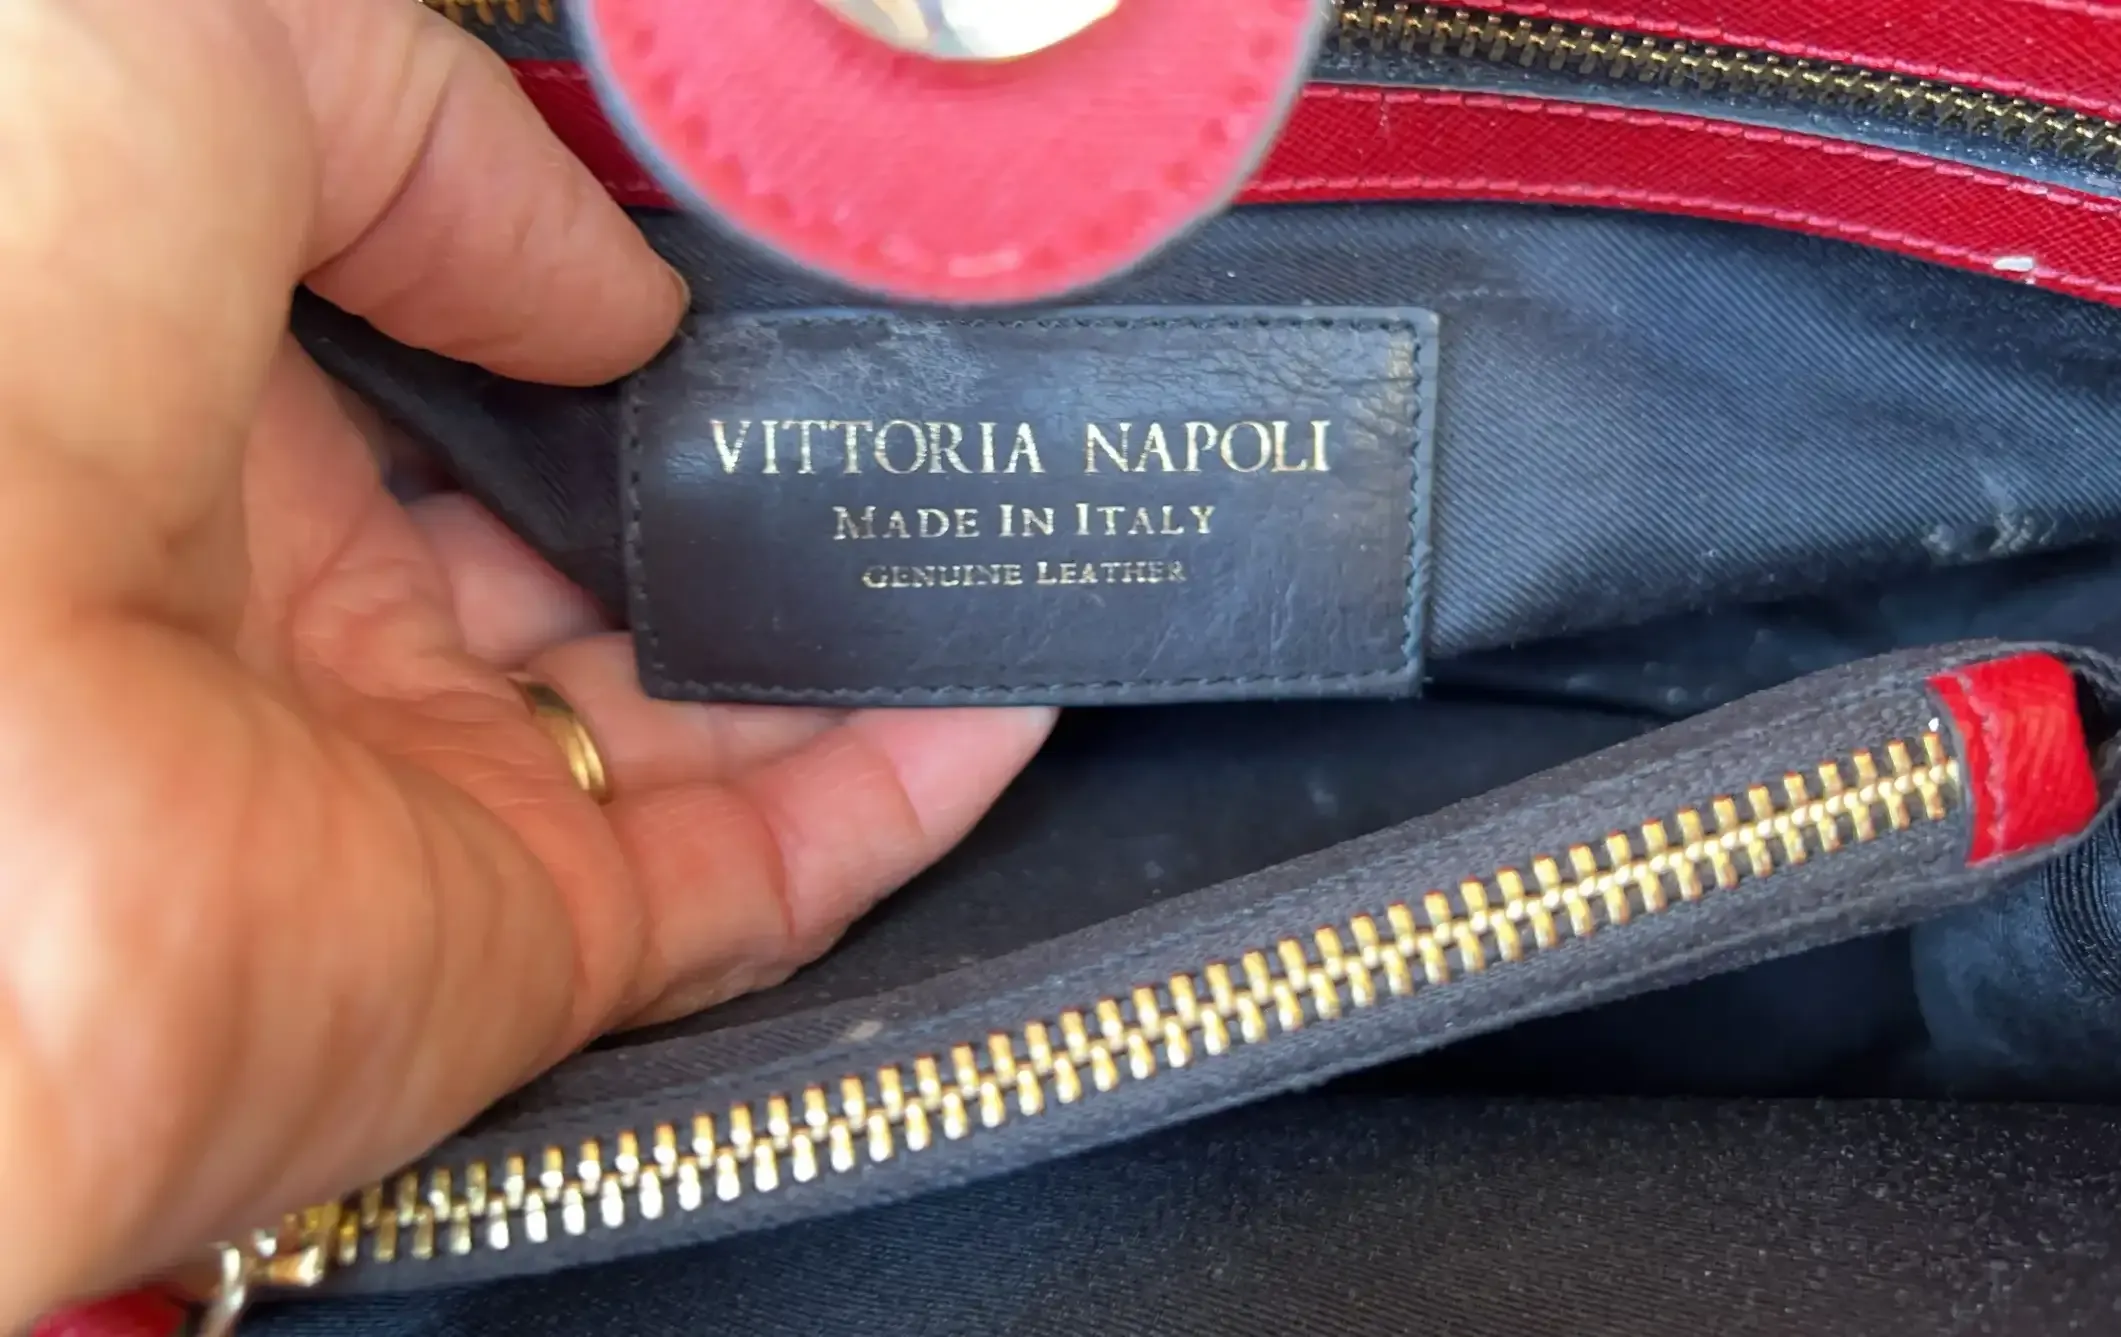 VITTORIA NAPOLI
MADE IN ITALY
GENUINE LEATHER